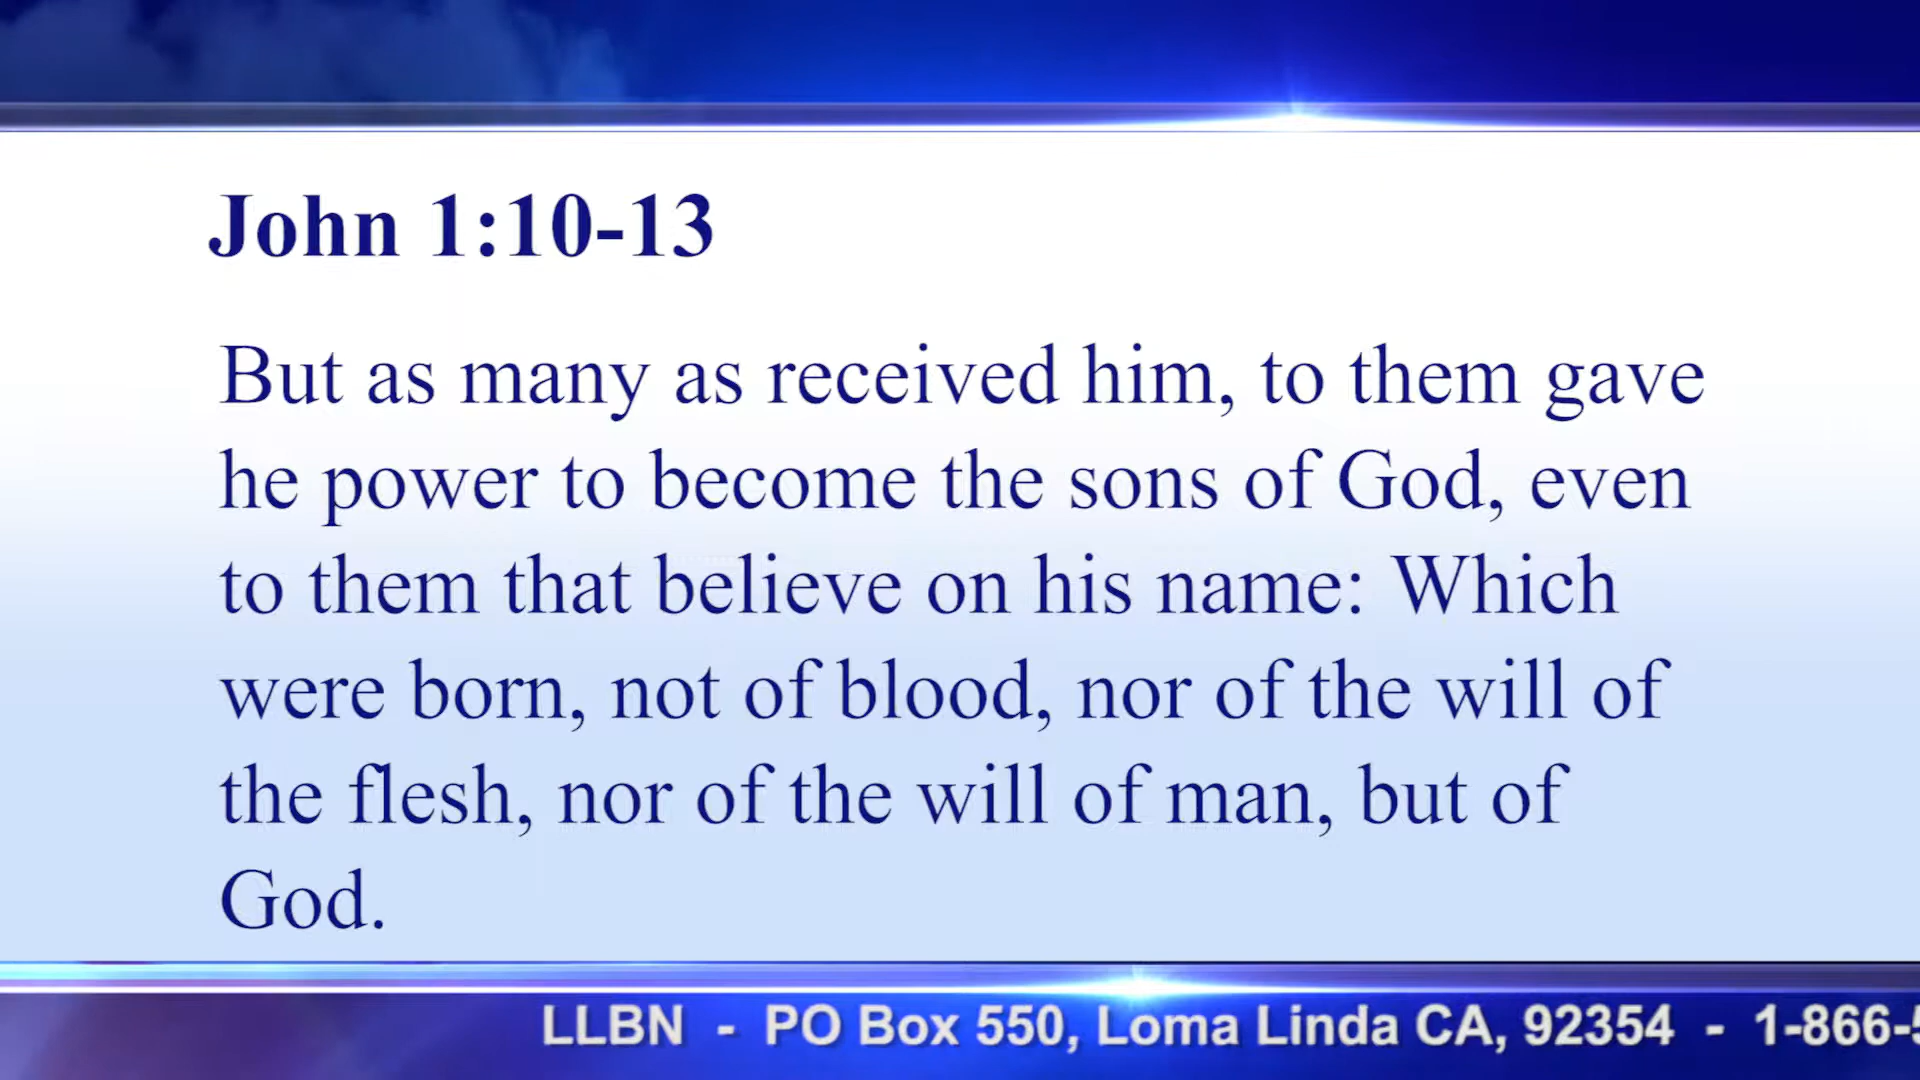 John 1:10-13
But as many as received him, to them gave
he power to become the sons of God, even
to them that believe on his name: Which
were born, not of blood, nor of the will of
the flesh, nor of the will of man, but of
God.
LLBN - PO Box 550, Loma Linda CA, 92354 - 1-866-